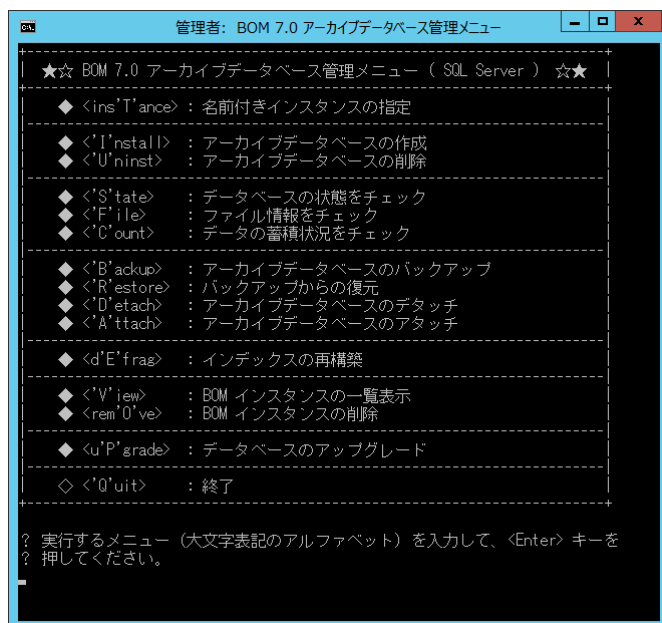 管理者: BOM 7.0 アーカイブデータベース管理メニュー
★☆ BOM 7.0 アーカイブデータベース管理メニュー ( SQL Server ) ☆★
◆ <ins'T'ance> : 名前付きインスタンスの指定
◆ <'I'nstall> : アーカイブデータベースの作成
◆ <'U'ninst> : アーカイブデータベースの削除
◆ <'S'tate> : データベースの状態をチェック
◆ <'F'ile> : ファイル情報をチェック
◆ <'C'ount> : データの蓄積状況をチェック
◆ <'B'ackup> : アーカイブデータベースのバックアップ
◆ <'R'estore> : バックアップからの復元
◆ <'D'etach> : アーカイブデータベースのデタッチ
◆ <'A'ttach> : アーカイブデータベースのアタッチ
◆ <d'E'frag> : インデックスの再構築
◆ <'V'iew> : BOM インスタンスの一覧表示
◆ <rem'O've> : BOM インスタンスの削除
◆ <u'P'grade> : データベースのアップグレード
◇ <'Q'uit> : 終了
? 実行するメニュー（大文字表記のアルファベット）を入力して、<Enter> キーを
? 押してください。